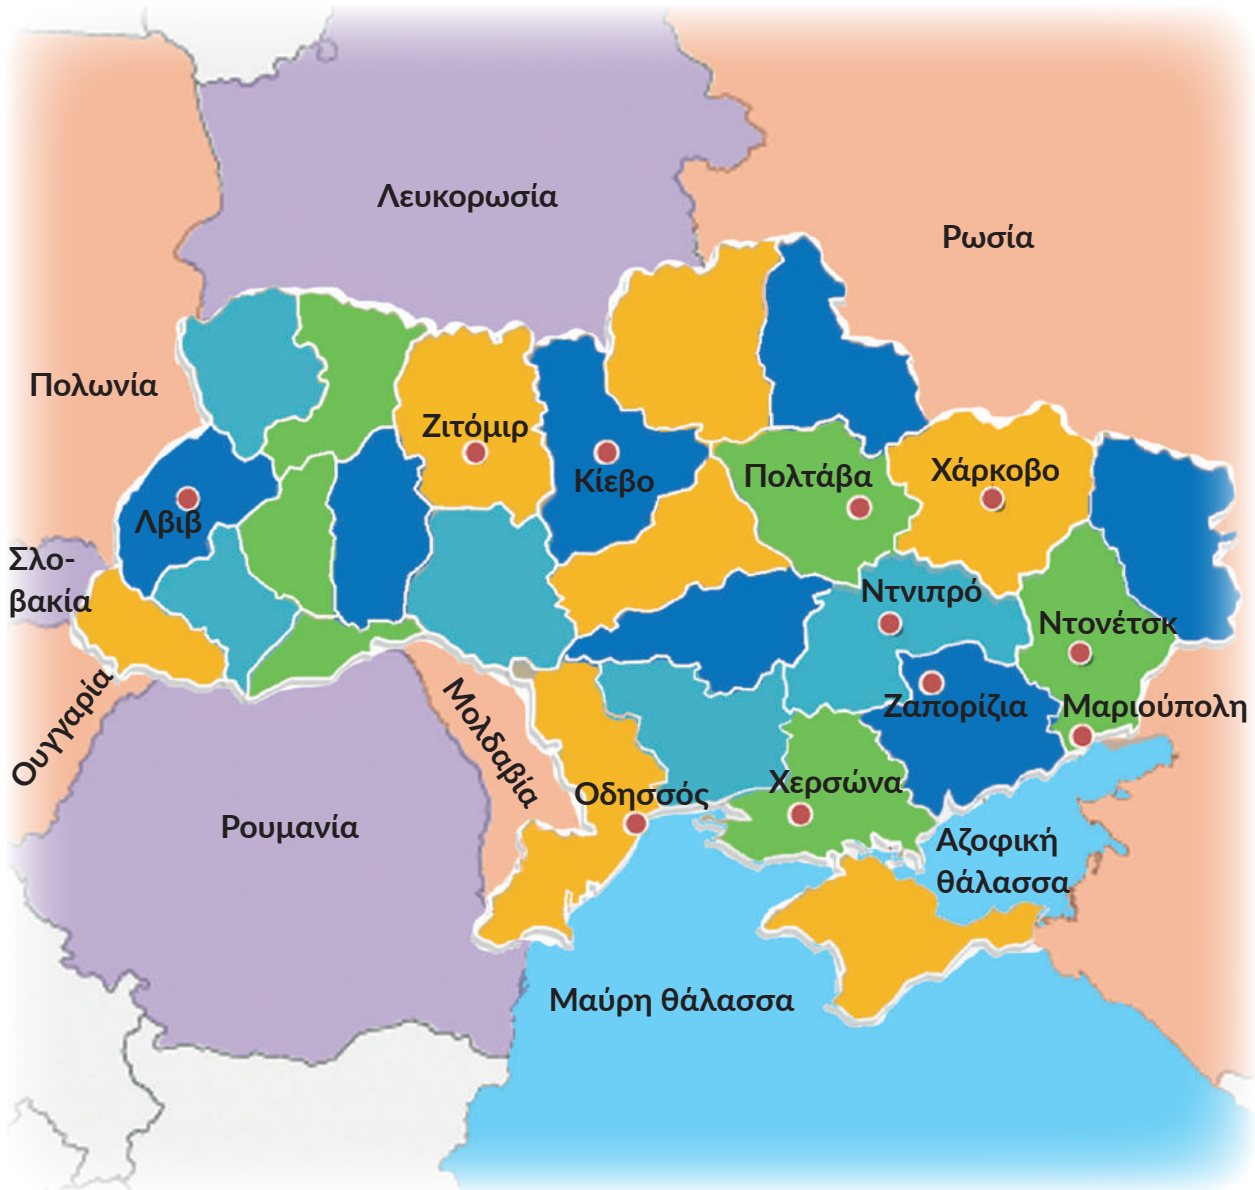 Λευκορωσία
Ρωσία
Πολωνία
Ζιτόμιρ
Κίεβο
Πολτάβα
Χάρκοβο
Λβιβ
Σλο-
βακία
Ντνιπρό
Ντονέτσκ
Ουγγαρία
Μολδαβία
Ζαπορίζια
Μαριούπολη
Οδησσός
Χερσώνα
Ρουμανία
Αζοφική
θάλασσα
Μαύρη θάλασσα